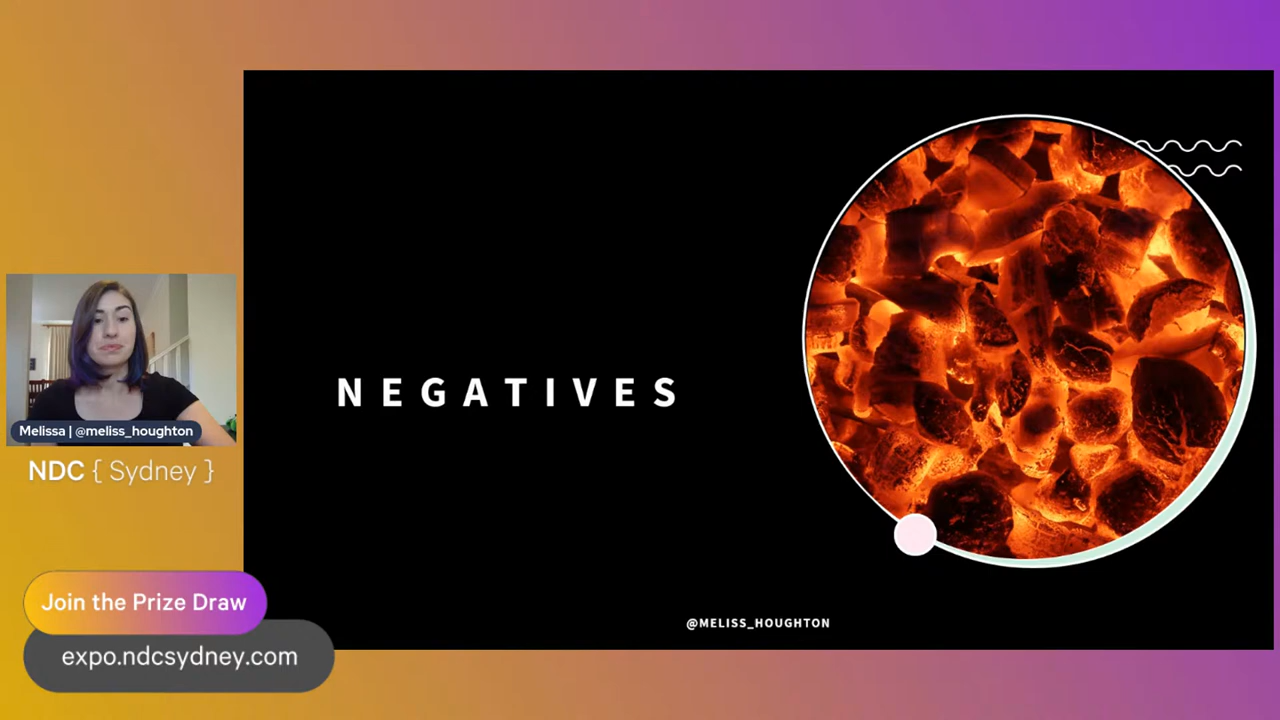 NEGATIVES
Melissa | @meliss_houghton
NDC { Sydney }
Join the Prize Draw
expo.ndcsydney.com
@MELISS_HOUGHTON